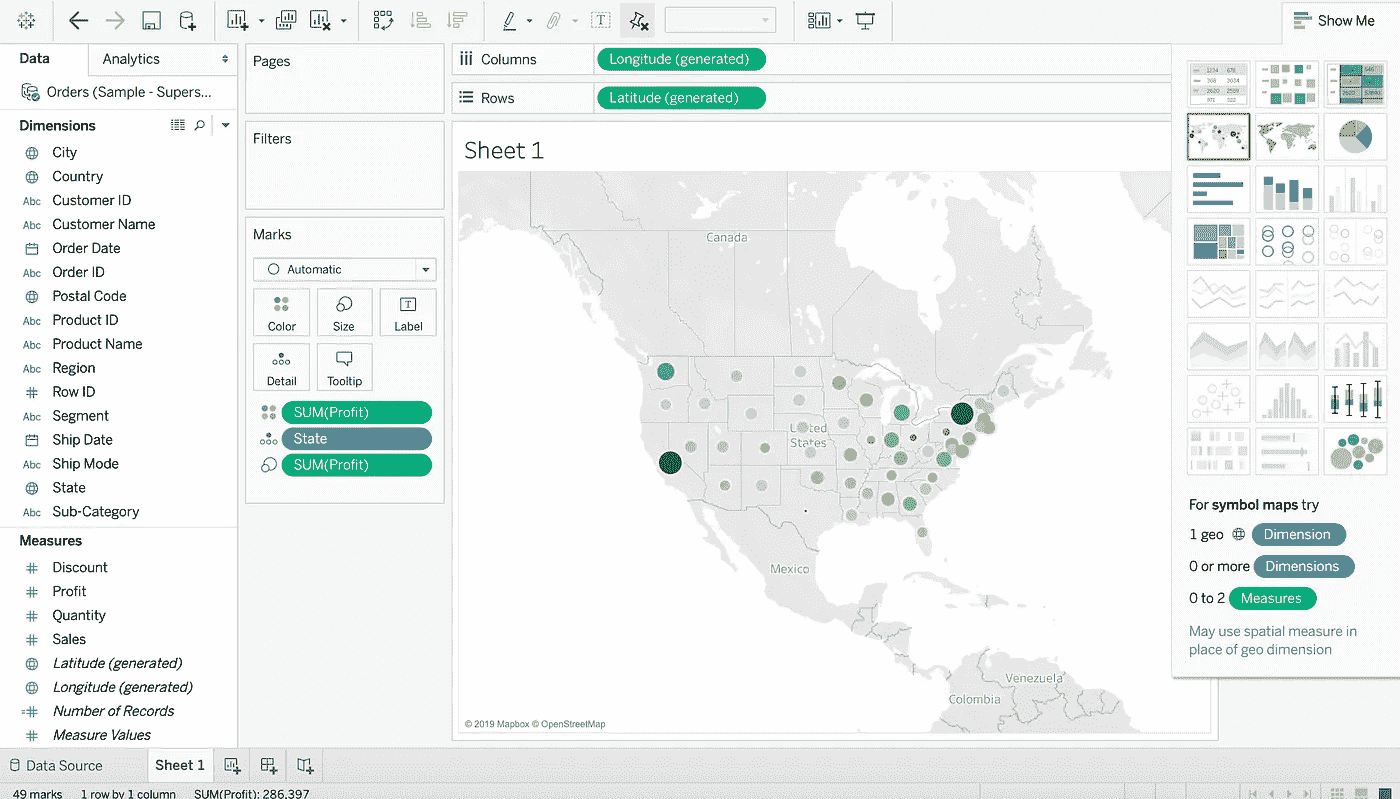 Show Me
Data
Analytics
Orders (Sample - Supers...
Dimensions
City
Country
Abc Customer ID
Abc Customer Name
Order Date
Abc Order ID
Postal Code
Abc Product ID
Abc Product Name
Abc Region
Row ID
Abc Segment
Ship Date
Abc Ship Mode
State
Abc Sub-Category
Measures
Discount
Profit
Quantity
Sales
Latitude (generated)
Longitude (generated)
Number of Records
Measure Values
Pages
Filters
Marks
Automatic
Color
Size
Label
Detail
Tooltip
SUM(Profit)
State
SUM(Profit)
Columns
Longitude (generated)
Rows
Latitude (generated)
Sheet 1
Canada
United
States
Mexico
Venezuela
Colombia
© 2019 Mapbox © OpenStreetMap
For symbol maps try
1 geo Dimension
0 or more Dimensions
0 to 2 Measures
May use spatial measure in
place of geo dimension
Data Source
Sheet 1
49 marks 1 row by 1 column SUM(Profit): 286,397